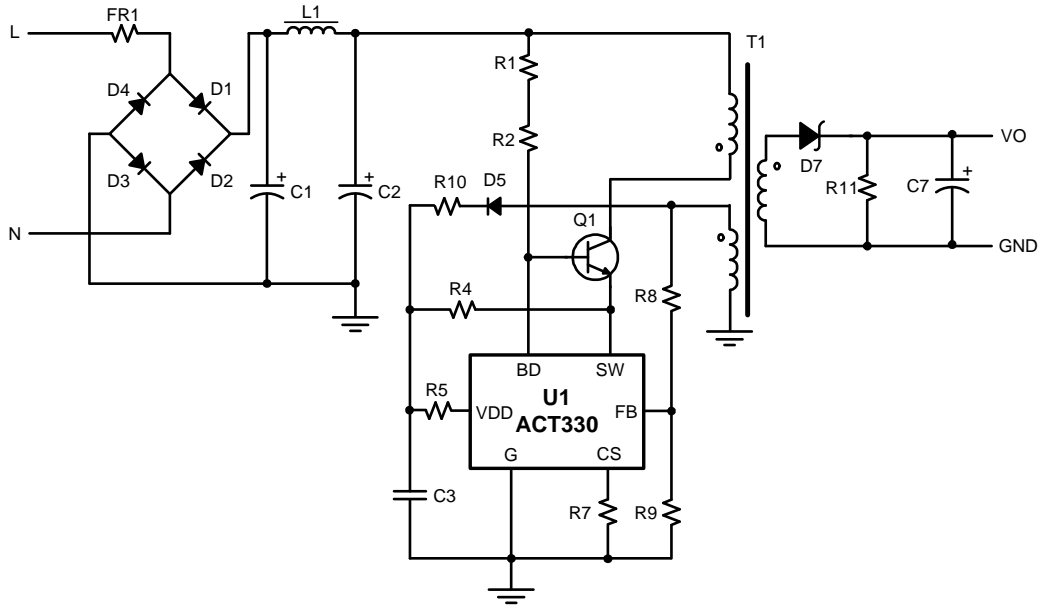 FR1
L
L1
T1
D4
D1
R1
R2
D3
D2
C1
+
C2
+
R10
D5
Q1
D7
R11
C7
+
VO
GND
N
R4
R8
BD
SW
R5
VDD
U1
ACT330
FB
G
CS
C3
R7
R9